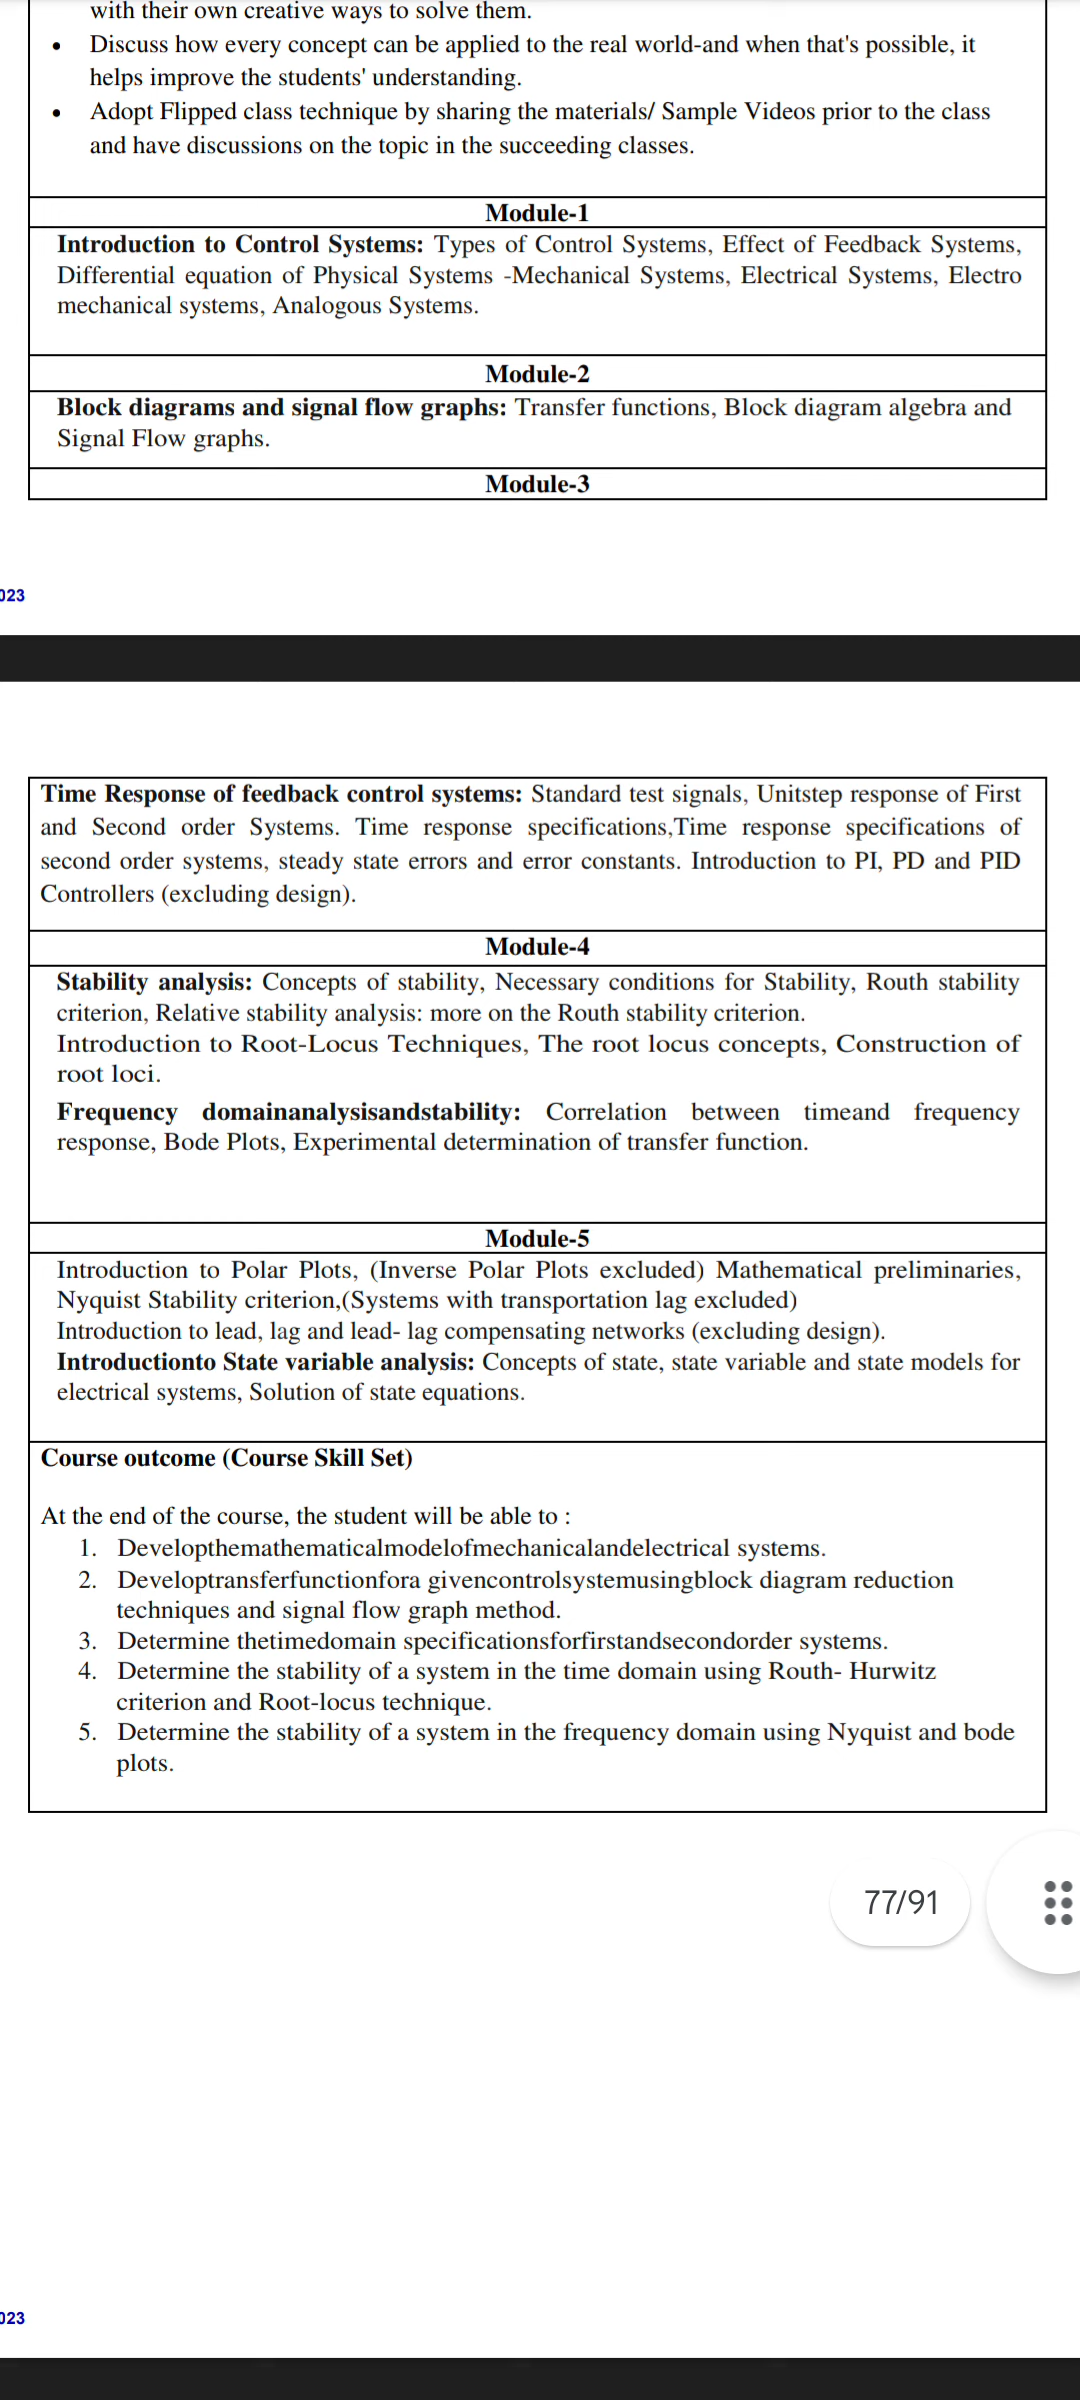 with their own creative ways to solve them.
• Discuss how every concept can be applied to the real world-and when that's possible, it
helps improve the students' understanding.
• Adopt Flipped class technique by sharing the materials/ Sample Videos prior to the class
and have discussions on the topic in the succeeding classes.
Module-1
Introduction to Control Systems: Types of Control Systems, Effect of Feedback Systems,
Differential equation of Physical Systems -Mechanical Systems, Electrical Systems, Electro
mechanical systems, Analogous Systems.
Module-2
Block diagrams and signal flow graphs: Transfer functions, Block diagram algebra and
Signal Flow graphs.
Module-3
023
Time Response of feedback control systems: Standard test signals, Unitstep response of First
and Second order Systems. Time response specifications,Time response specifications of
second order systems, steady state errors and error constants. Introduction to PI, PD and PID
Controllers (excluding design).
Module-4
Stability analysis: Concepts of stability, Necessary conditions for Stability, Routh stability
criterion, Relative stability analysis: more on the Routh stability criterion.
Introduction to Root-Locus Techniques, The root locus concepts, Construction of
root loci.
Frequency domainanalysisandstability: Correlation between timeand frequency
response, Bode Plots, Experimental determination of transfer function.
Module-5
Introduction to Polar Plots, (Inverse Polar Plots excluded) Mathematical preliminaries,
Nyquist Stability criterion,(Systems with transportation lag excluded)
Introduction to lead, lag and lead- lag compensating networks (excluding design).
Introductionto State variable analysis: Concepts of state, state variable and state models for
electrical systems, Solution of state equations.
Course outcome (Course Skill Set)
At the end of the course, the student will be able to :
1. Developthemathematicalmodelofmechanicalandelectrical systems.
2. Developtransferfunctionfora givencontrolsystemusingblock diagram reduction
techniques and signal flow graph method.
3. Determine thetimedomain specificationsforfirstandsecondorder systems.
4. Determine the stability of a system in the time domain using Routh- Hurwitz
criterion and Root-locus technique.
5. Determine the stability of a system in the frequency domain using Nyquist and bode
plots.
77/91
023